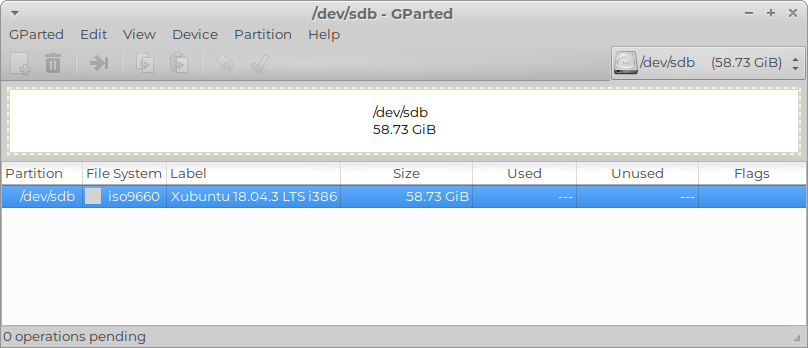 /dev/sdb - GParted
GParted Edit View Device Partition Help
/dev/sdb (58.73 GiB)
/dev/sdb
58.73 GiB
Partition File System Label Size Used Unused Flags
/dev/sdb iso9660 Xubuntu 18.04.3 LTS i386 58.73 GiB --- ---
0 operations pending